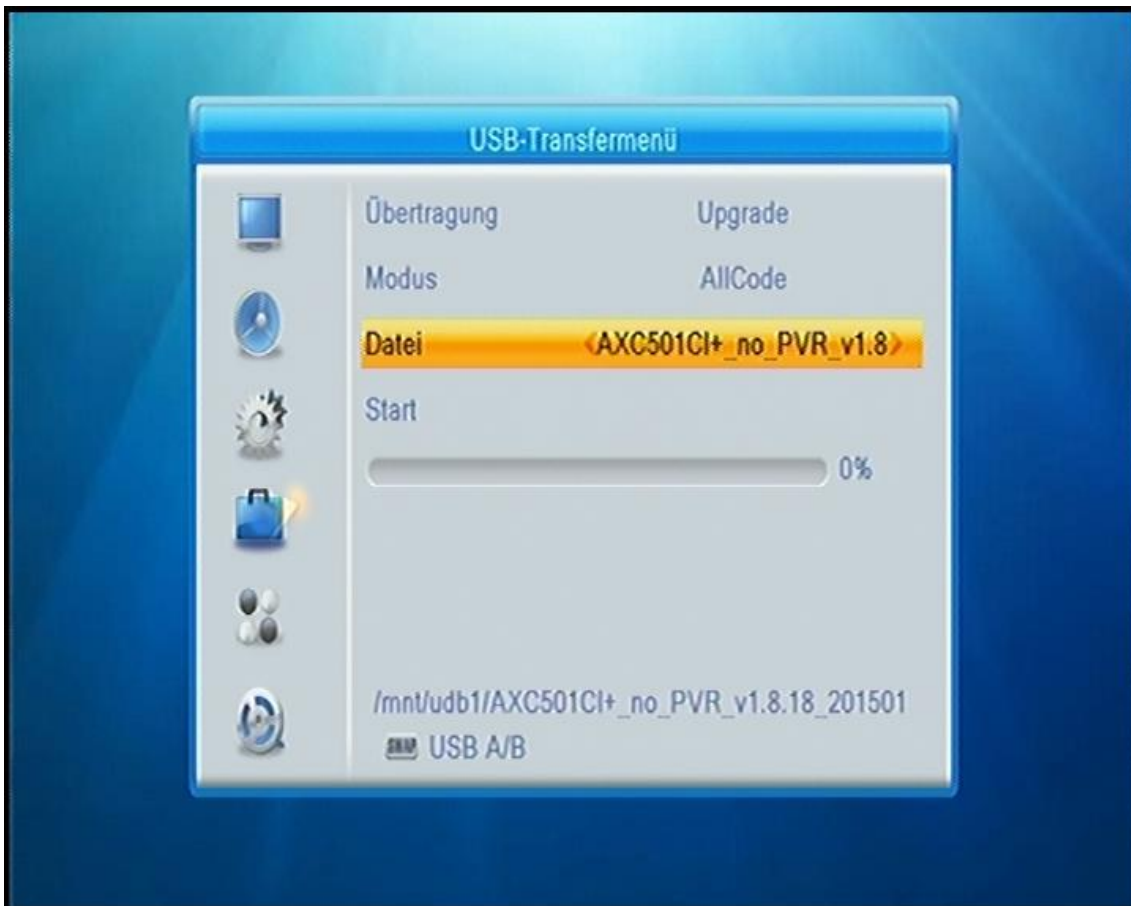 USB-Transfermenü
Übertragung Upgrade
Modus AllCode
Datei AXC501CI+_no_PVR_v1.8
Start
0%
/mnt/udb1/AXC501CI+_no_PVR_v1.8.18_201501
SWAP USB A/B